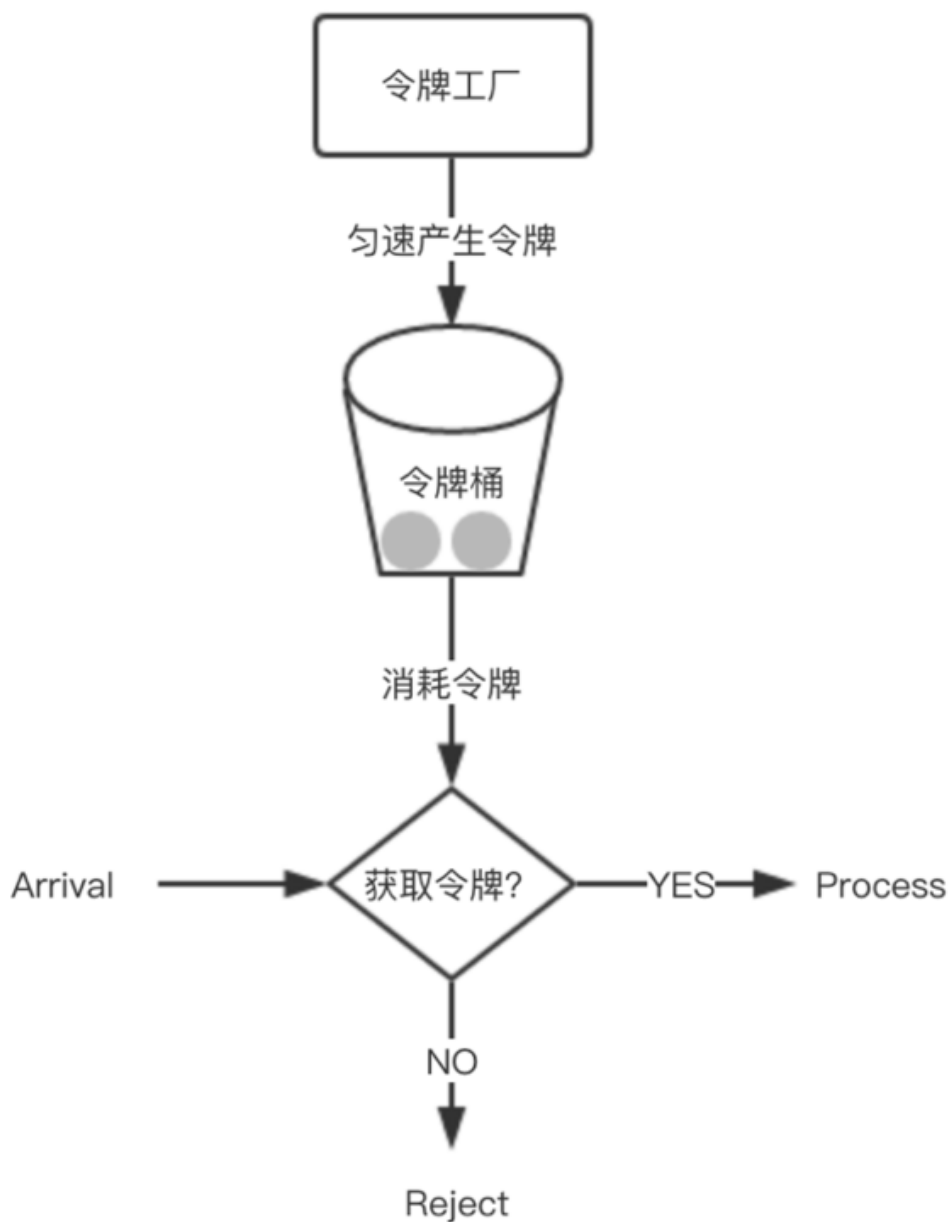 令牌工厂
匀速产生令牌
令牌桶
消耗令牌
Arrival
获取令牌?
YES
Process
NO
Reject